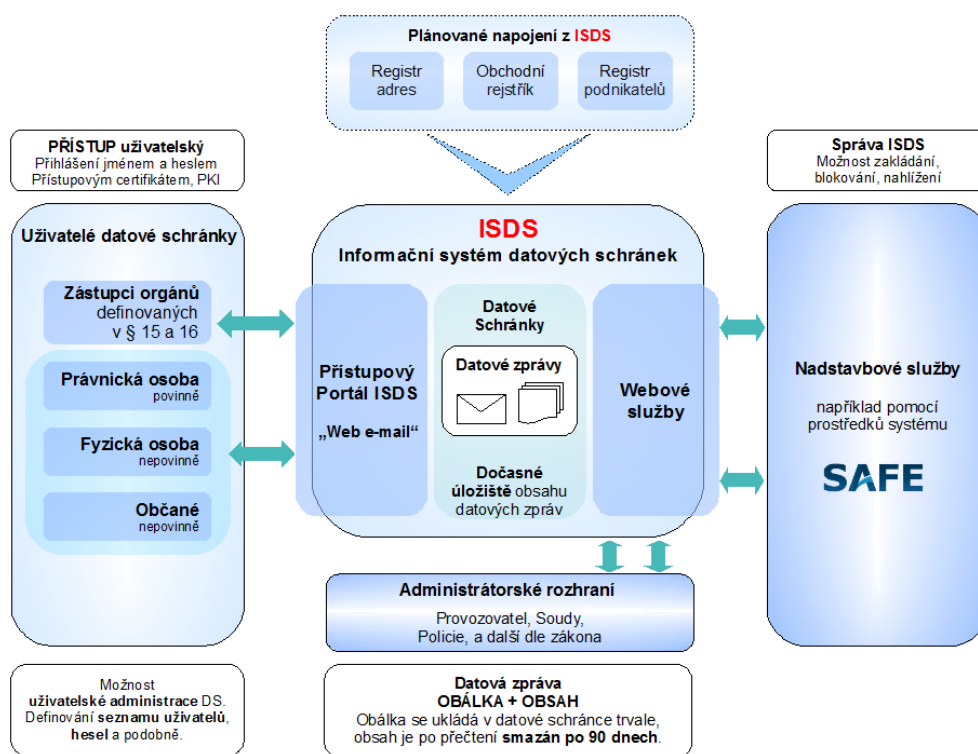 Plánované napojení z ISDS
Registr
adres
Obchodní
rejstřík
Registr
podnikatelů
PŘÍSTUP uživatelský
Přihlášení jménem a heslem
Přístupovým certifikátem, PKI
Správa ISDS
Možnost zakládání,
blokování, nahlížení
Uživatelé datové schránky
Zástupci orgánů
definovaných
v § 15 a 16
Právnická osoba
povinně
Fyzická osoba
nepovinně
Občané
nepovinně
ISDS
Informační systém datových schránek
Přístupový
Portál ISDS
„Web e-mail“
Datové
Schránky
Datové zprávy
Dočasné
úložiště obsahu
datových zpráv
Webové
služby
Nadstavbové služby
například pomocí
prostředků systému
SAFE
Administrátorské rozhraní
Provozovatel, Soudy,
Policie, a další dle zákona
Možnost
uživatelské administrace DS.
Definování seznamu uživatelů,
hesel a podobně.
Datová zpráva
OBÁLKA + OBSAH
Obálka se ukládá v datové schránce trvale,
obsah je po přečtení smazán po 90 dnech.